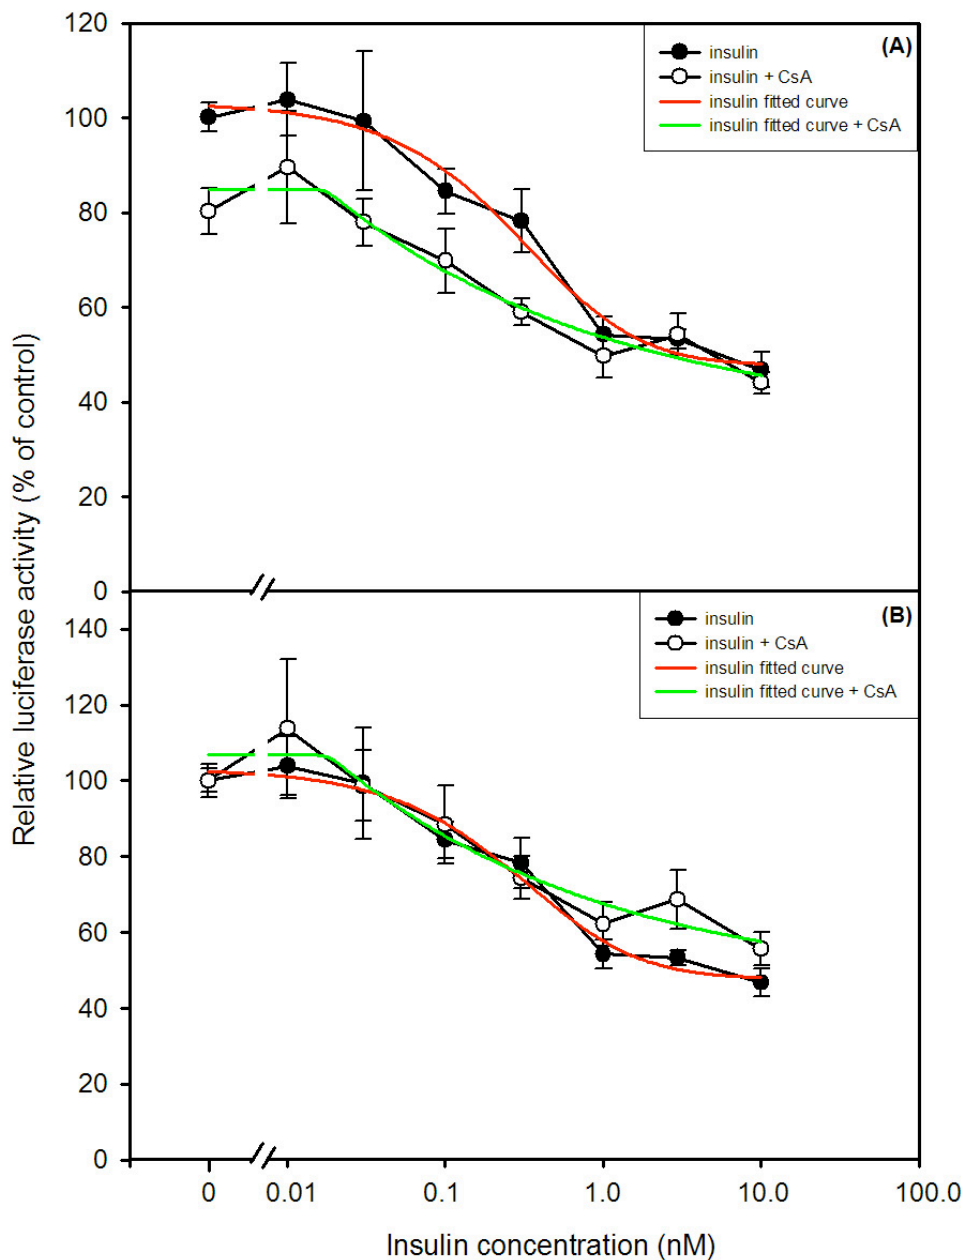 120
100
80
60
40
20
0
(A)
insulin
insulin + CsA
insulin fitted curve
insulin fitted curve + CsA
Relative luciferase activity (% of control)
140
120
100
80
60
40
20
0
(B)
insulin
insulin + CsA
insulin fitted curve
insulin fitted curve + CsA
0 0.01 0.1 1.0 10.0 100.0
Insulin concentration (nM)